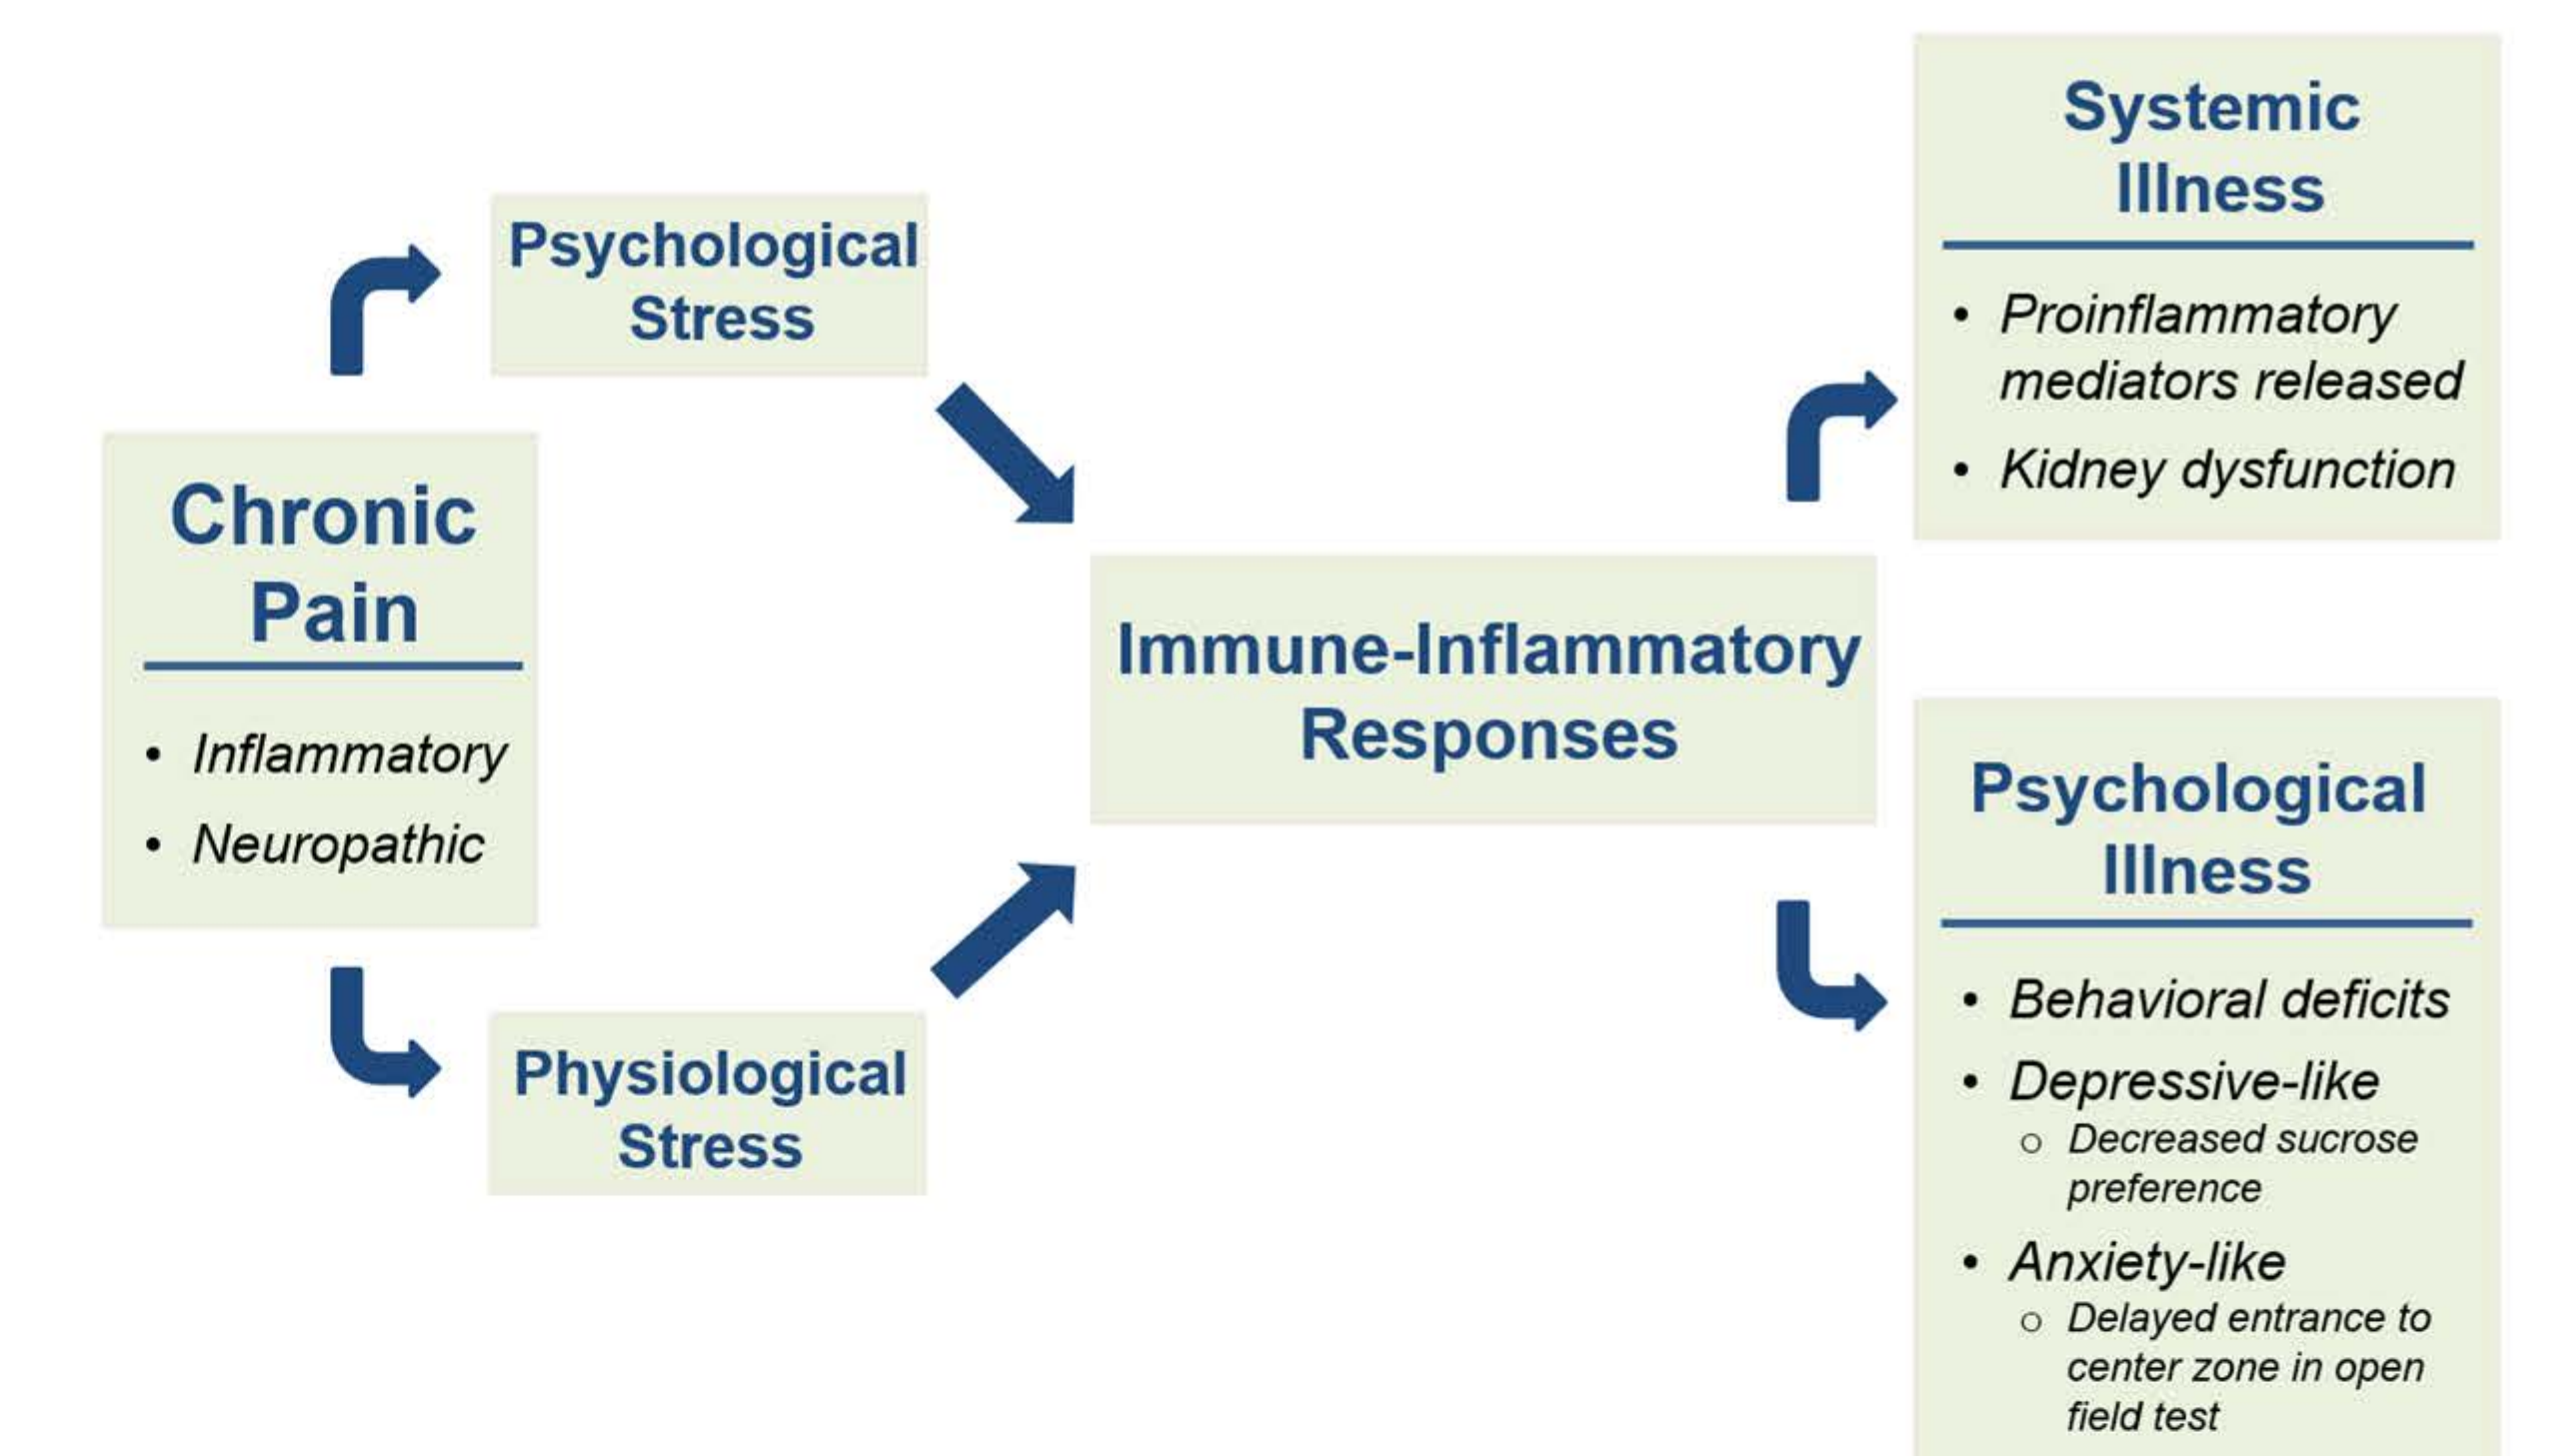 Chronic
Pain
• Inflammatory
• Neuropathic
Psychological
Stress
Physiological
Stress
Immune-Inflammatory
Responses
Systemic
Illness
• Proinflammatory
mediators released
• Kidney dysfunction
Psychological
Illness
• Behavioral deficits
• Depressive-like
o Decreased sucrose
preference
• Anxiety-like
o Delayed entrance to
center zone in open
field test